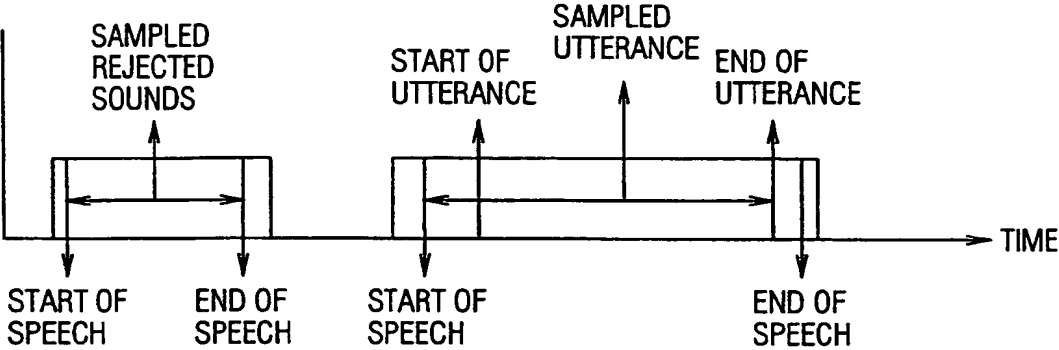 SAMPLED
REJECTED
SOUNDS
START OF
UTTERANCE
SAMPLED
UTTERANCE
END OF
UTTERANCE
TIME
START OF
SPEECH
END OF
SPEECH
START OF
SPEECH
END OF
SPEECH